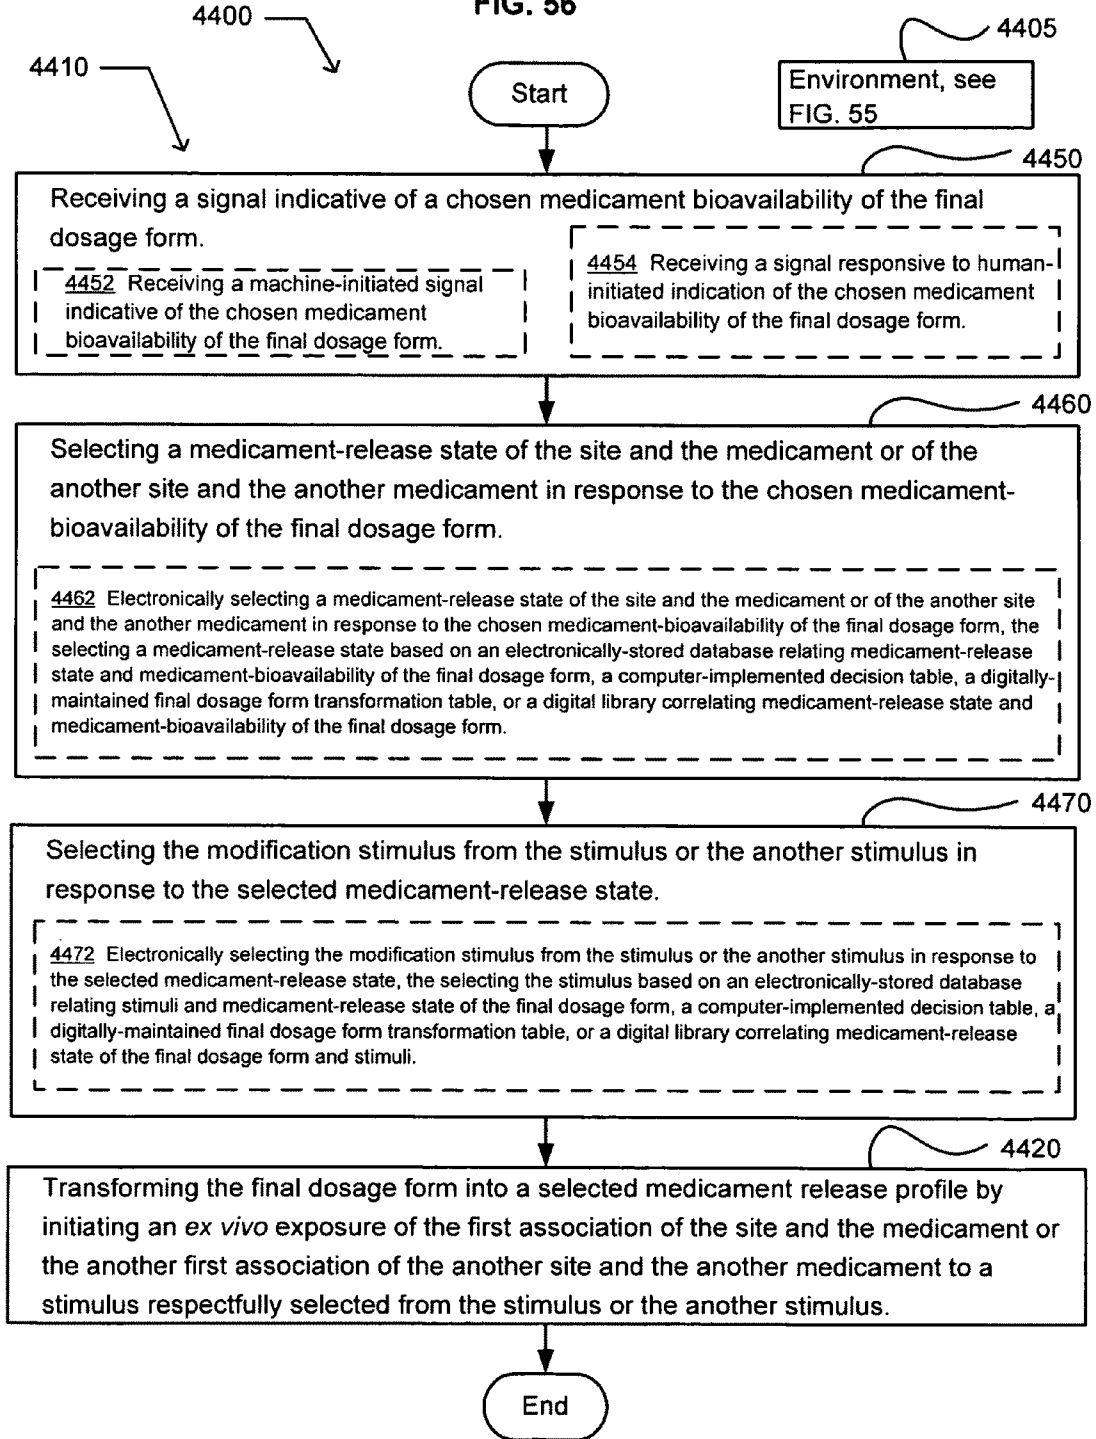 FIG. 56
4400
4405
4410
Start
Environment, see
FIG. 55
4450
Receiving a signal indicative of a chosen medicament bioavailability of the final
dosage form.
4452 Receiving a machine-initiated signal
indicative of the chosen medicament
bioavailability of the final dosage form.
4454 Receiving a signal responsive to human-
initiated indication of the chosen medicament
bioavailability of the final dosage form.
4460
Selecting a medicament-release state of the site and the medicament or of the
another site and the another medicament in response to the chosen medicament-
bioavailability of the final dosage form.
4462 Electronically selecting a medicament-release state of the site and the medicament or of the another site
and the another medicament in response to the chosen medicament-bioavailability of the final dosage form, the
selecting a medicament-release state based on an electronically-stored database relating medicament-release
state and medicament-bioavailability of the final dosage form, a computer-implemented decision table, a digitally-
maintained final dosage form transformation table, or a digital library correlating medicament-release state and
medicament-bioavailability of the final dosage form.
4470
Selecting the modification stimulus from the stimulus or the another stimulus in
response to the selected medicament-release state.
4472 Electronically selecting the modification stimulus from the stimulus or the another stimulus in response to
the selected medicament-release state, the selecting the stimulus based on an electronically-stored database
relating stimuli and medicament-release state of the final dosage form, a computer-implemented decision table, a
digitally-maintained final dosage form transformation table, or a digital library correlating medicament-release
state of the final dosage form and stimuli.
4420
Transforming the final dosage form into a selected medicament release profile by
initiating an ex vivo exposure of the first association of the site and the medicament or
the another first association of the another site and the another medicament to a
stimulus respectfully selected from the stimulus or the another stimulus.
End